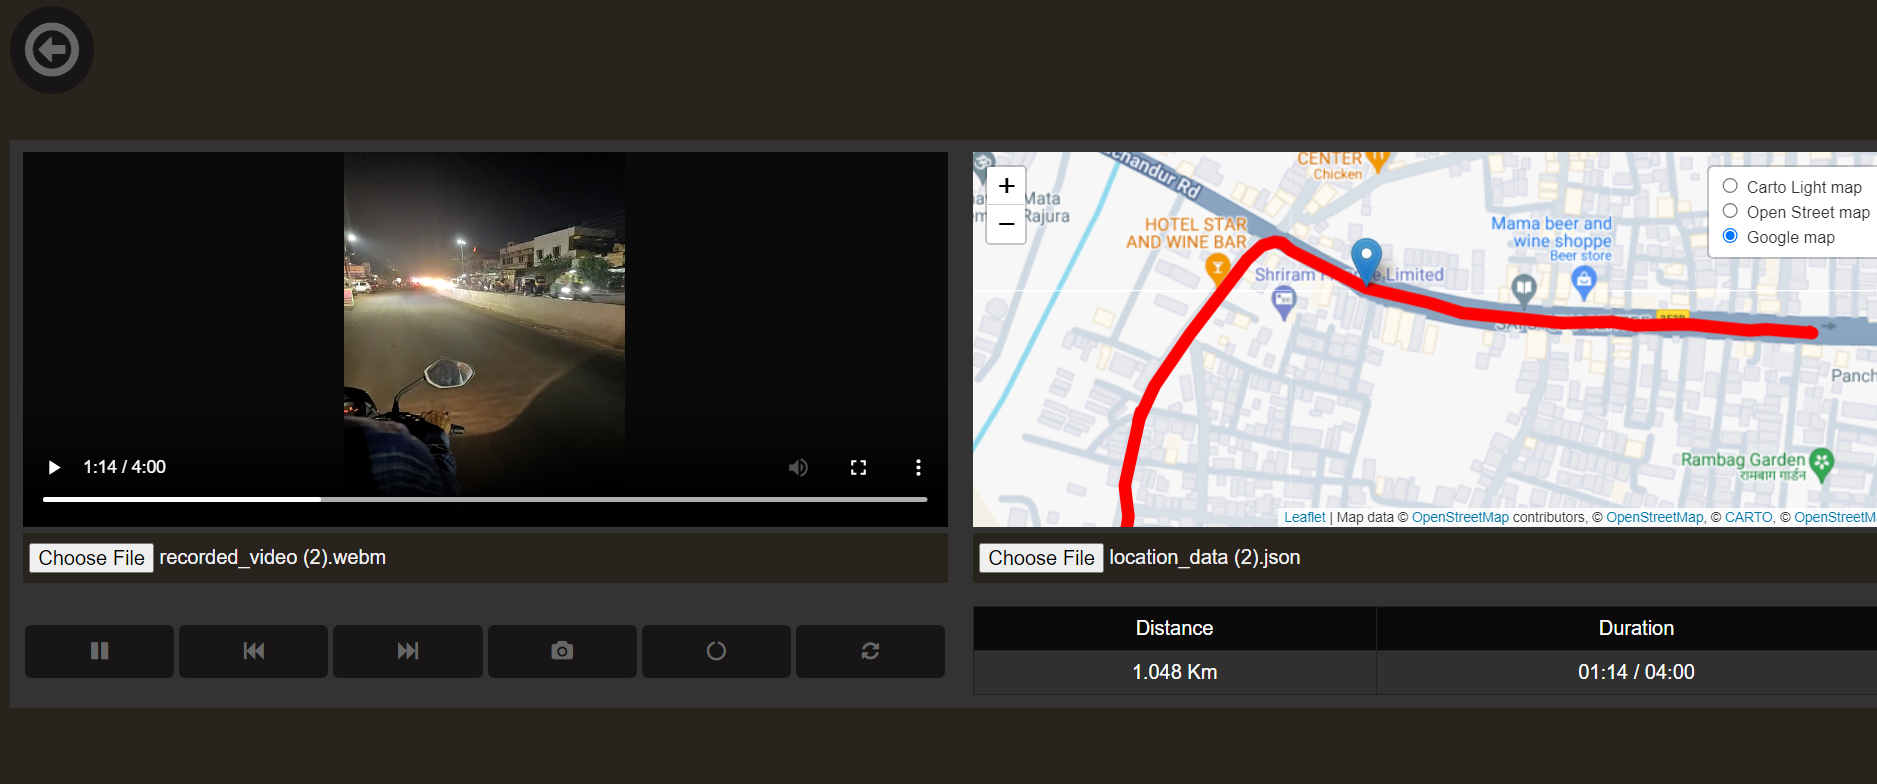 1:14 / 4:00
Choose File recorded_video (2).webm
+
−
Mata
Rajura
chandur Rd
CENTER
Chicken
HOTEL STAR
AND WINE BAR
Shriram
Limited
Mama beer and
wine shoppe
Beer store
Carto Light map
Open Street map
Google map
Panch
Rambag Garden
रामबाग गार्डन
Leaflet | Map data © OpenStreetMap contributors, © OpenStreetMap, © CARTO, © OpenStreetM
Choose File location_data (2).json
Distance Duration
1.048 Km 01:14 / 04:00